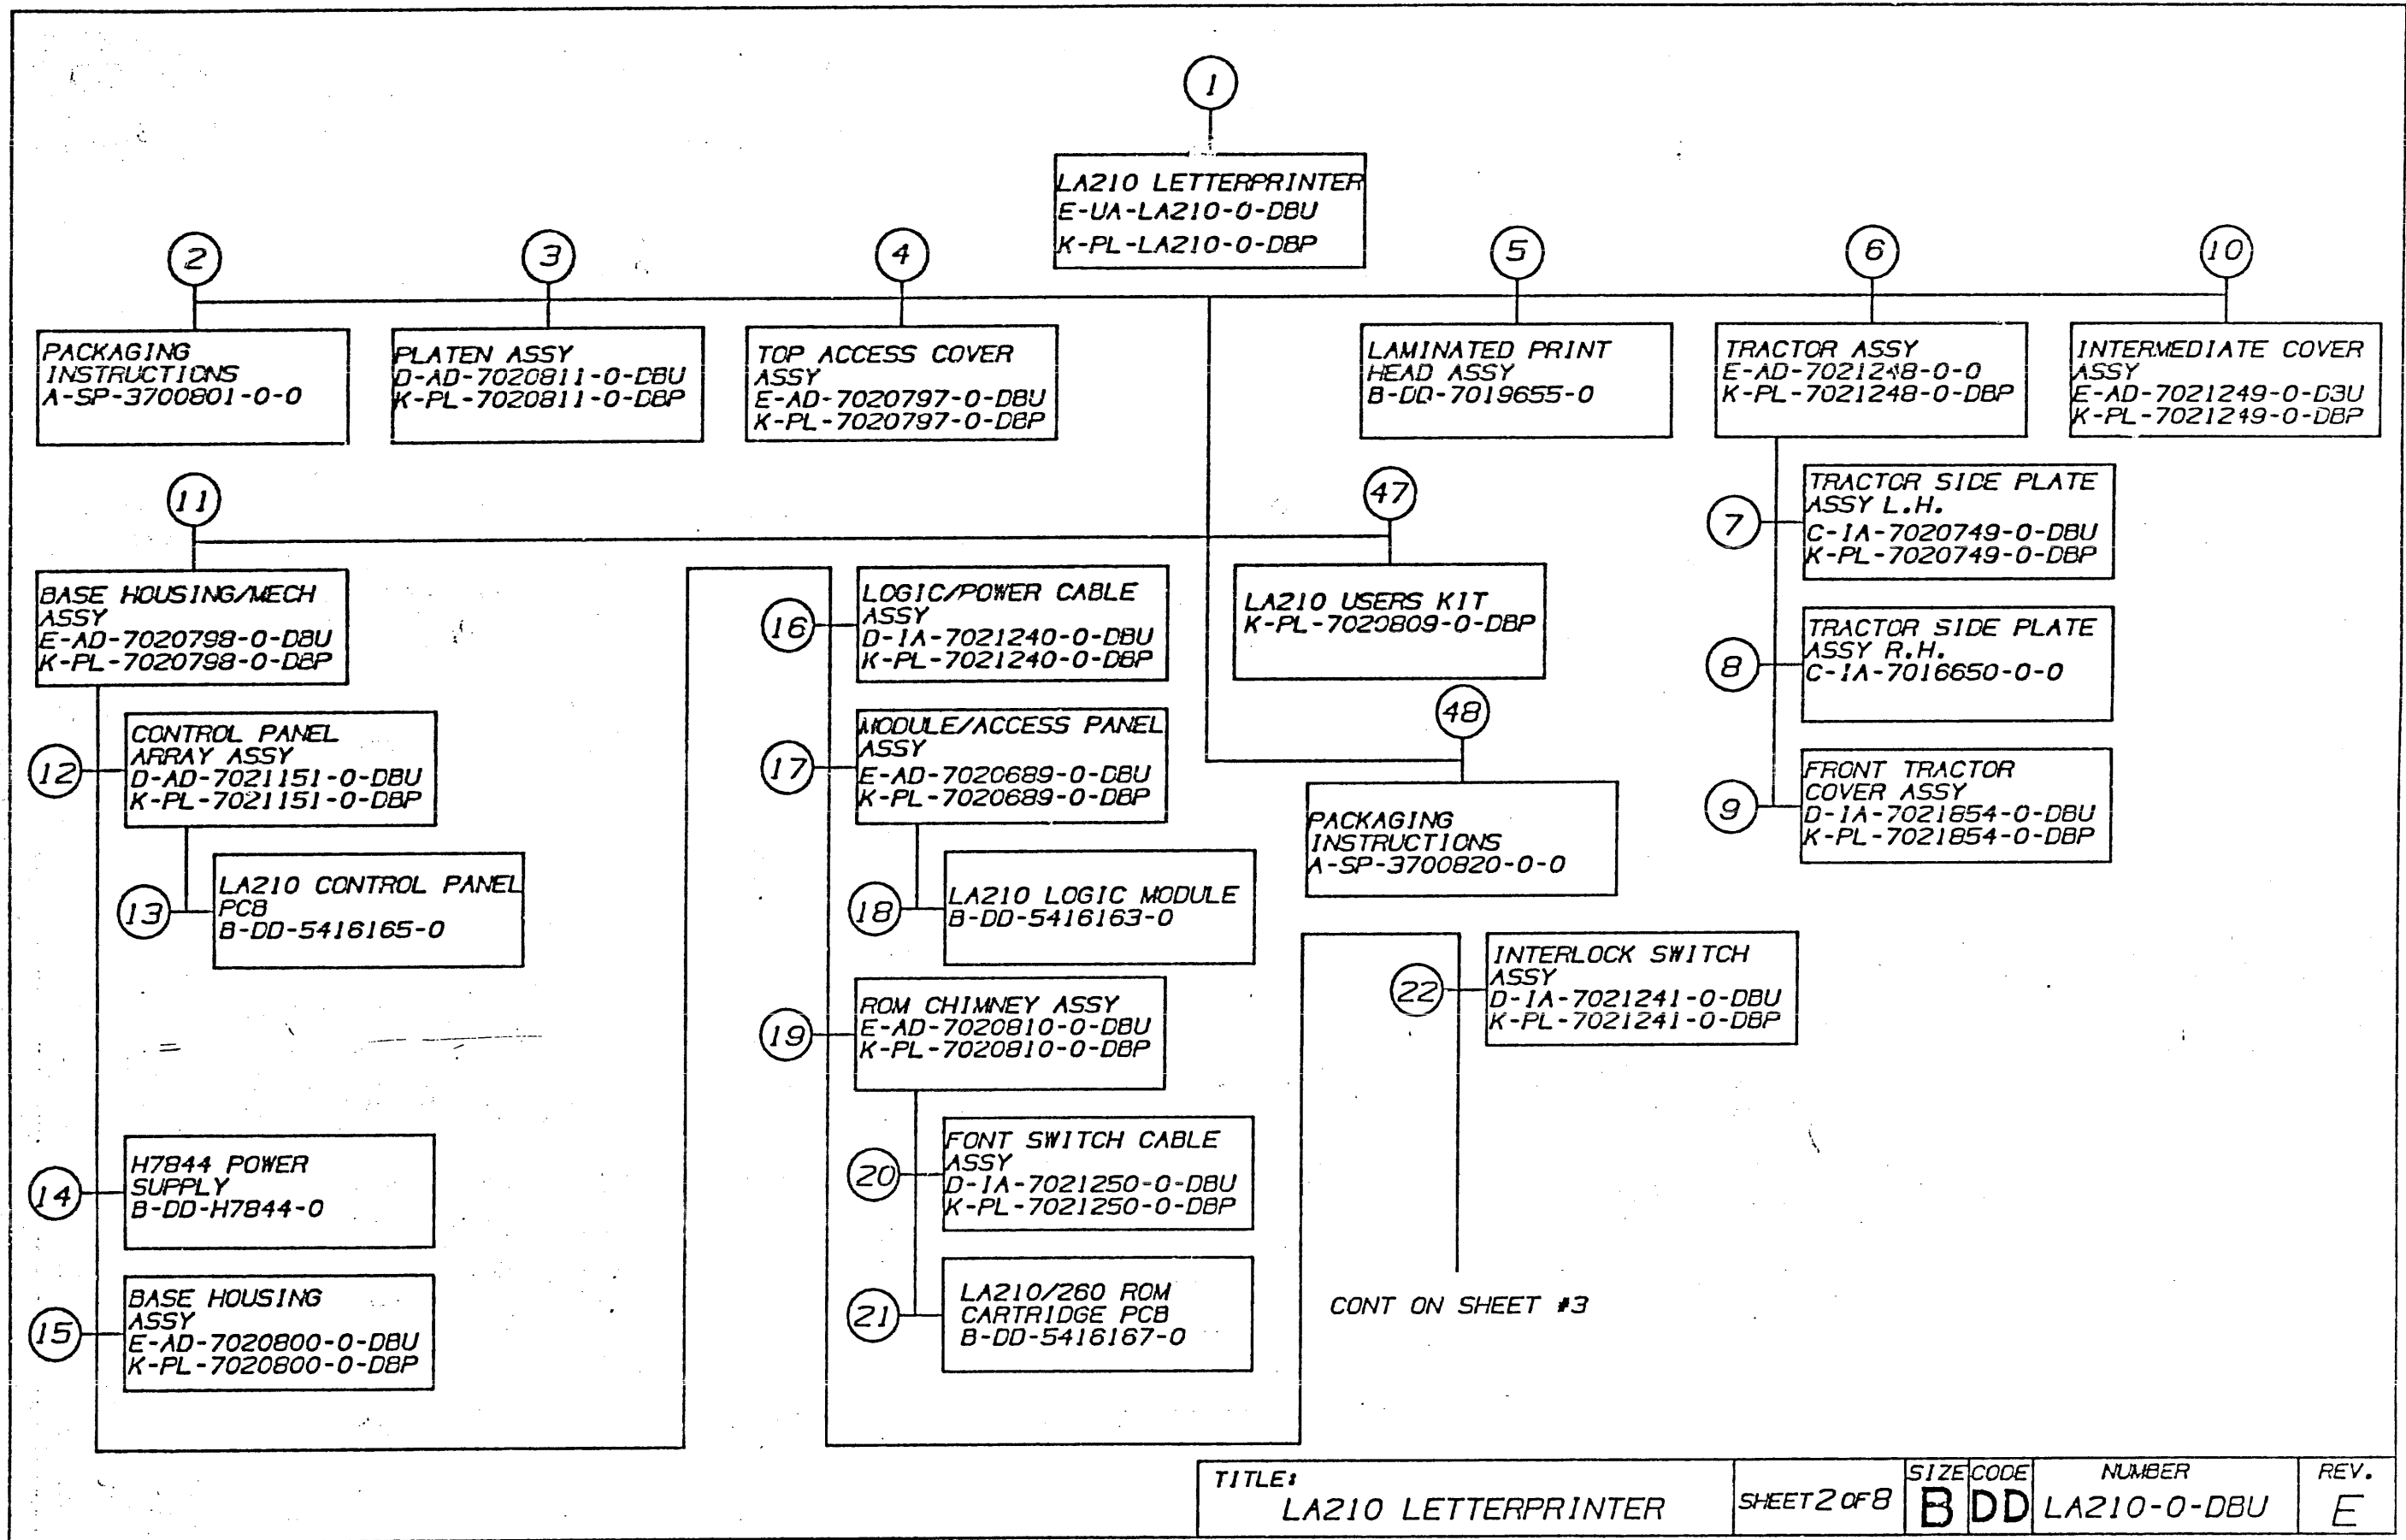 1
LA210 LETTERPRINTER
E-UA-LA210-0-DBU
K-PL-LA210-0-DBP
2
PACKAGING
INSTRUCTIONS
A-SP-3700801-0-0
3
PLATEN ASSY
D-AD-7020811-0-DBU
K-PL-7020811-0-DBP
4
TOP ACCESS COVER
ASSY
E-AD-7020797-0-DBU
K-PL-7020797-0-DBP
5
LAMINATED PRINT
HEAD ASSY
B-DD-7019655-0
6
TRACTOR ASSY
E-AD-7021248-0-0
K-PL-7021248-0-DBP
10
INTERMEDIATE COVER
ASSY
E-AD-7021249-0-DBU
K-PL-7021249-0-DBP
7
TRACTOR SIDE PLATE
ASSY L.H.
C-IA-7020749-0-DBU
K-PL-7020749-0-DBP
8
TRACTOR SIDE PLATE
ASSY R.H.
C-IA-7016650-0-0
9
FRONT TRACTOR
COVER ASSY
D-IA-7021854-0-DBU
K-PL-7021854-0-DBP
11
BASE HOUSING/MECH
ASSY
E-AD-7020798-0-DBU
K-PL-7020798-0-DBP
47
LA210 USERS KIT
K-PL-7020809-0-DBP
48
PACKAGING
INSTRUCTIONS
A-SP-3700820-0-0
12
CONTROL PANEL
ARRAY ASSY
D-AD-7021151-0-DBU
K-PL-7021151-0-DBP
13
LA210 CONTROL PANEL
PCB
B-DD-5416165-0
14
H7844 POWER
SUPPLY
B-DD-H7844-0
15
BASE HOUSING
ASSY
E-AD-7020800-0-DBU
K-PL-7020800-0-DBP
16
LOGIC/POWER CABLE
ASSY
D-IA-7021240-0-DBU
K-PL-7021240-0-DBP
17
MODULE/ACCESS PANEL
ASSY
E-AD-7020689-0-DBU
K-PL-7020689-0-DBP
18
LA210 LOGIC MODULE
B-DD-5416163-0
19
ROM CHIMNEY ASSY
E-AD-7020810-0-DBU
K-PL-7020810-0-DBP
20
FONT SWITCH CABLE
ASSY
D-IA-7021250-0-DBU
K-PL-7021250-0-DBP
21
LA210/260 ROM
CARTRIDGE PCB
B-DD-5416167-0
22
INTERLOCK SWITCH
ASSY
D-IA-7021241-0-DBU
K-PL-7021241-0-DBP
CONT ON SHEET #3
TITLE:
LA210 LETTERPRINTER
SHEET 2 OF 8
SIZE
B
CODE
DD
NUMBER
LA210-0-DBU
REV.
E